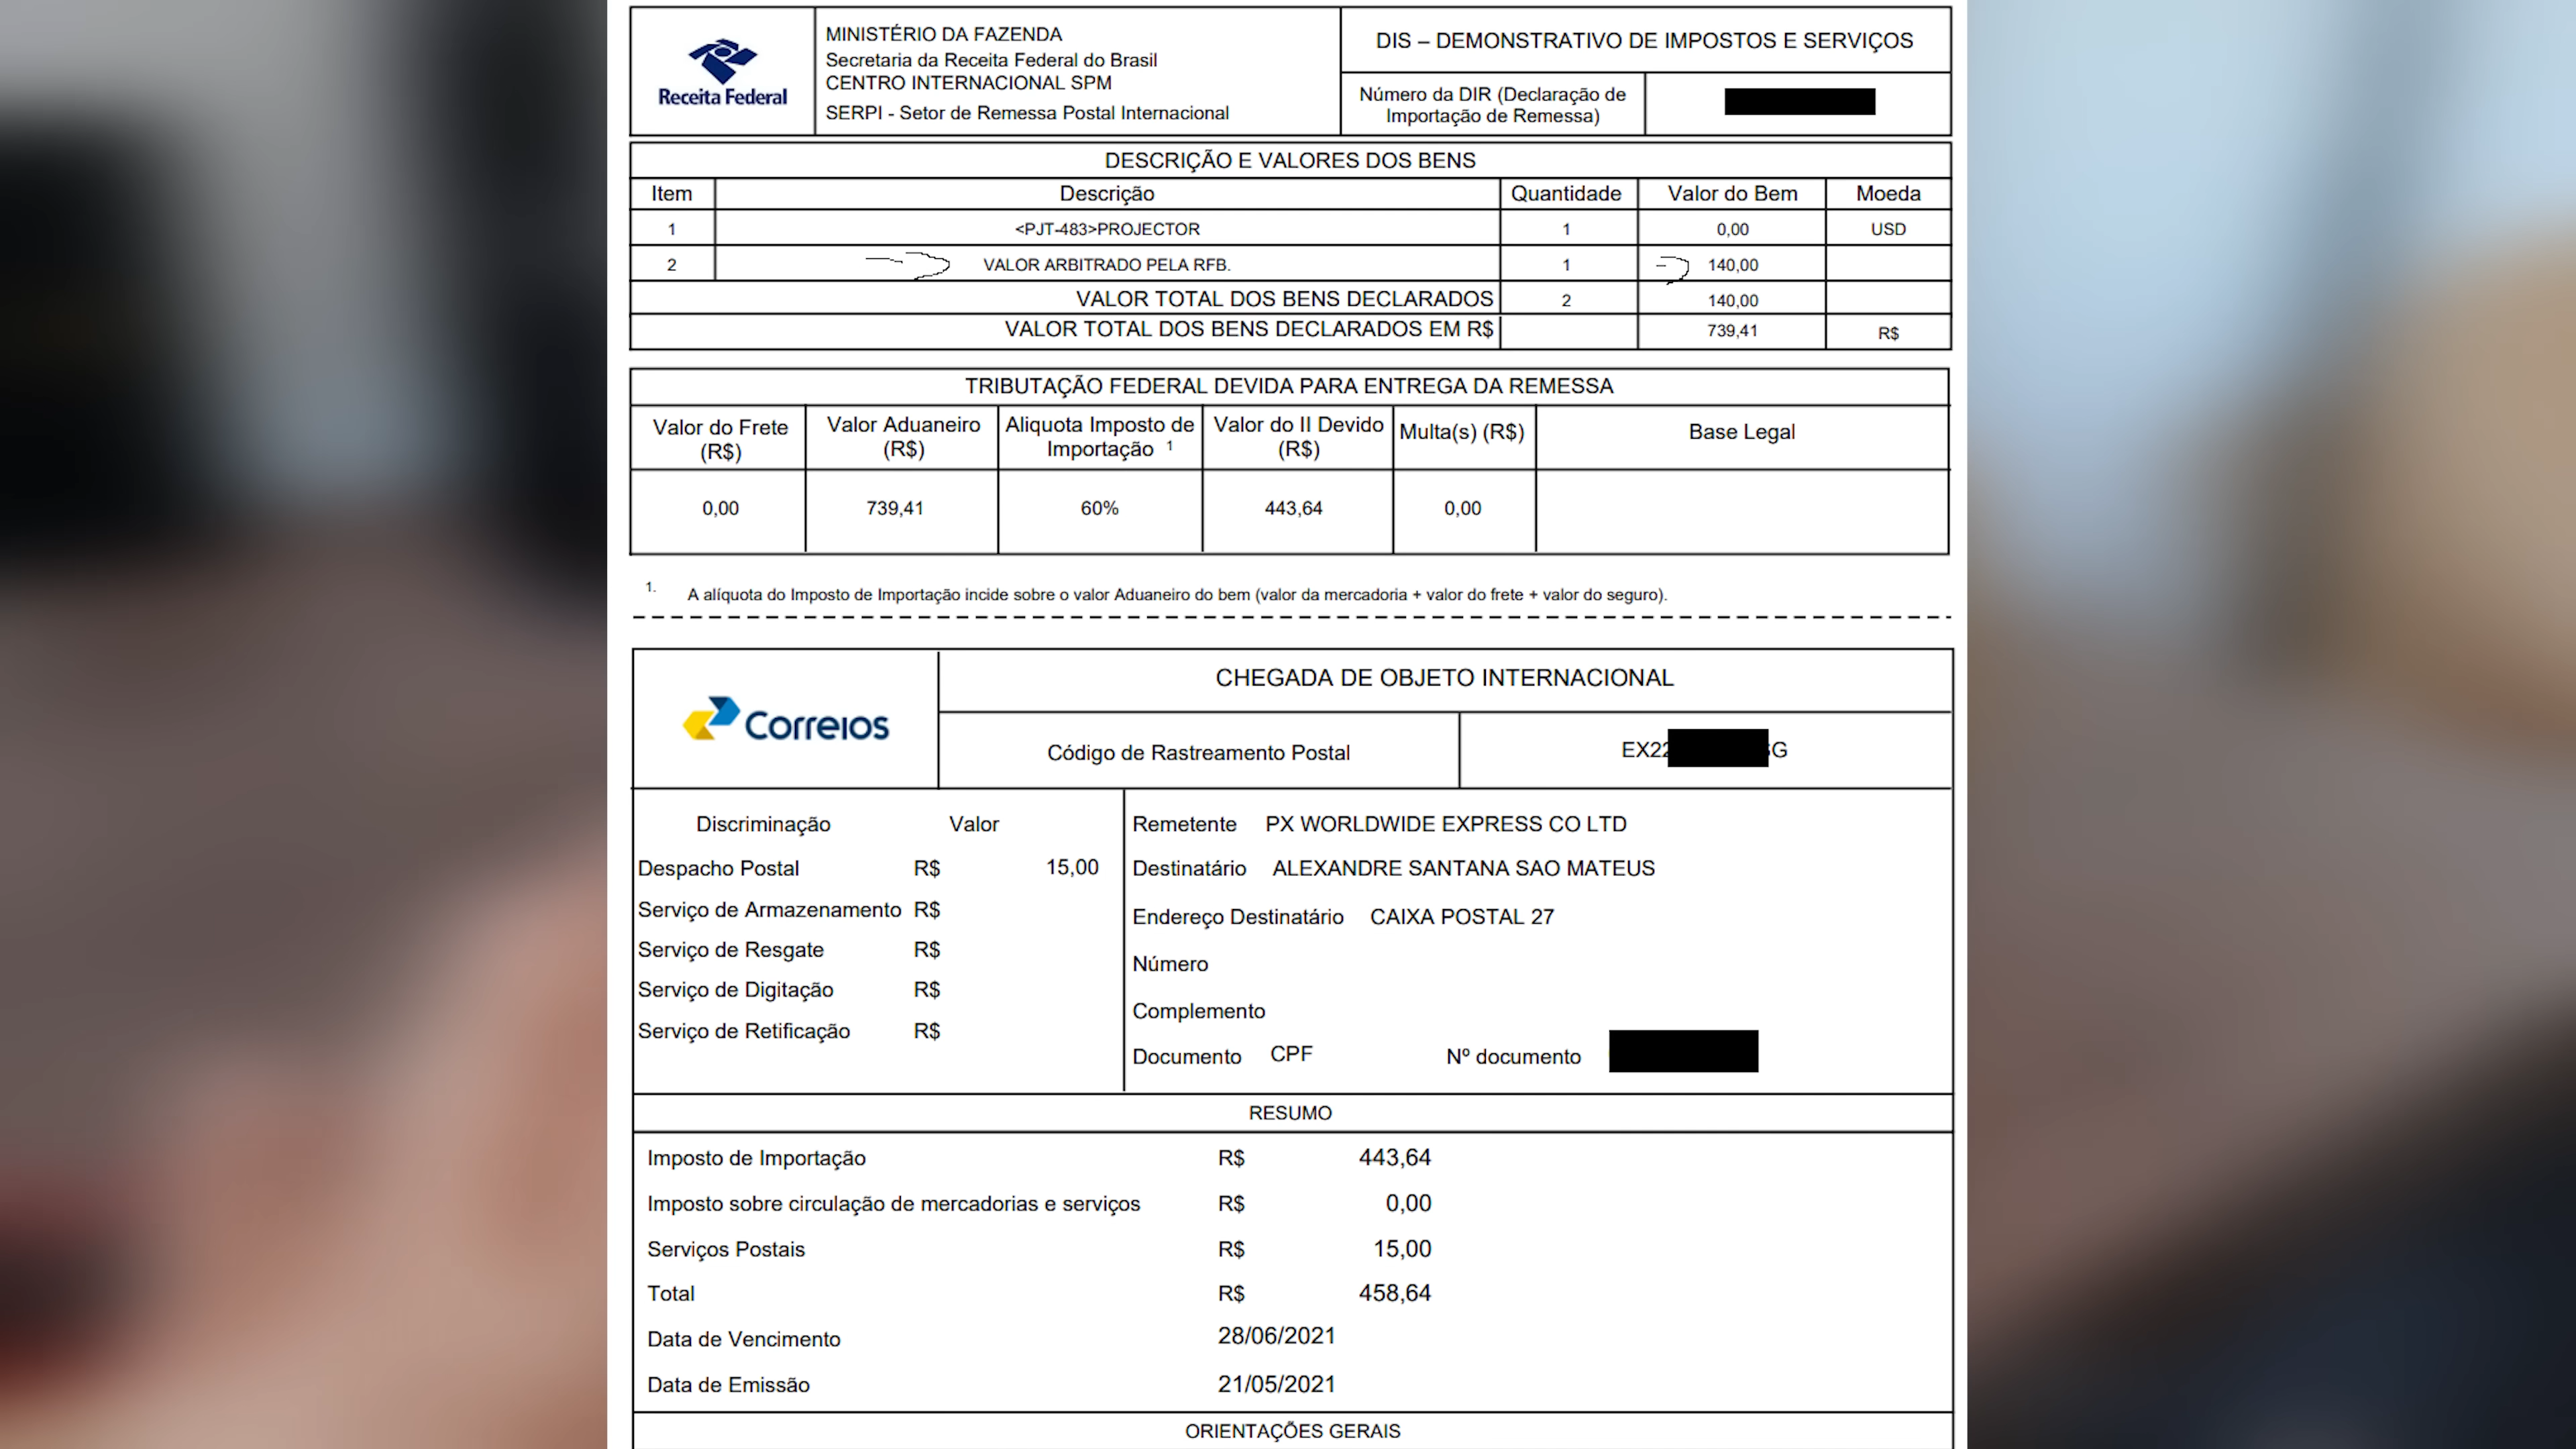 Receita Federal
MINISTÉRIO DA FAZENDA
Secretaria da Receita Federal do Brasil
CENTRO INTERNACIONAL SPM
SERPI - Setor de Remessa Postal Internacional
DIS – DEMONSTRATIVO DE IMPOSTOS E SERVIÇOS
Número da DIR (Declaração de
Importação de Remessa)
DESCRIÇÃO E VALORES DOS BENS
Item Descrição Quantidade Valor do Bem Moeda
1 <PJT-483>PROJECTOR 1 0,00 USD
2 VALOR ARBITRADO PELA RFB. 1 140,00
VALOR TOTAL DOS BENS DECLARADOS 2 140,00
VALOR TOTAL DOS BENS DECLARADOS EM R$ 739,41 R$
TRIBUTAÇÃO FEDERAL DEVIDA PARA ENTREGA DA REMESSA
Valor do Frete
(R$)
Valor Aduaneiro
(R$)
Aliquota Imposto de
Importação 1
Valor do II Devido
(R$)
Multa(s) (R$)
Base Legal
0,00 739,41 60% 443,64 0,00
1. A alíquota do Imposto de Importação incide sobre o valor Aduaneiro do bem (valor da mercadoria + valor do frete + valor do seguro).
Correios
CHEGADA DE OBJETO INTERNACIONAL
Código de Rastreamento Postal EX22 G
Discriminação Valor
Despacho Postal R$ 15,00
Serviço de Armazenamento R$
Serviço de Resgate R$
Serviço de Digitação R$
Serviço de Retificação R$
Remetente PX WORLDWIDE EXPRESS CO LTD
Destinatário ALEXANDRE SANTANA SAO MATEUS
Endereço Destinatário CAIXA POSTAL 27
Número
Complemento
Documento CPF Nº documento
RESUMO
Imposto de Importação R$ 443,64
Imposto sobre circulação de mercadorias e serviços R$ 0,00
Serviços Postais R$ 15,00
Total R$ 458,64
Data de Vencimento 28/06/2021
Data de Emissão 21/05/2021
ORIENTAÇÕES GERAIS